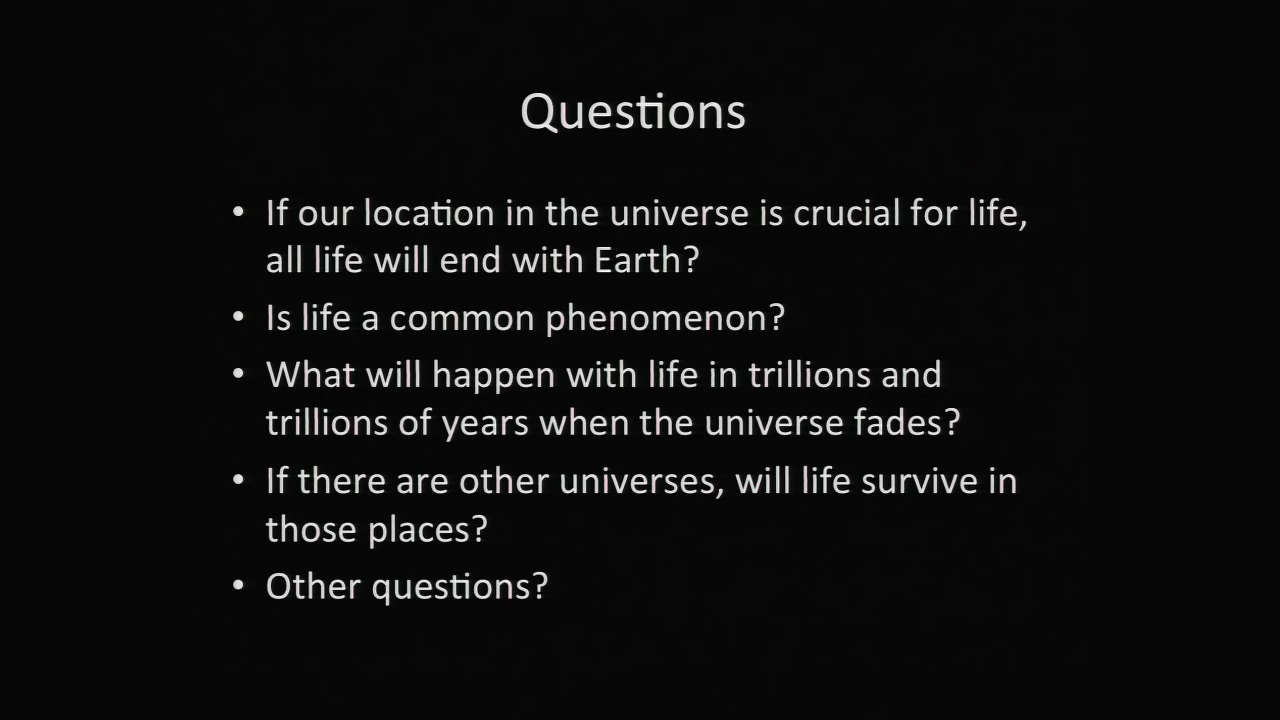 Questions
• If our location in the universe is crucial for life,
all life will end with Earth?
• Is life a common phenomenon?
• What will happen with life in trillions and
trillions of years when the universe fades?
• If there are other universes, will life survive in
those places?
• Other questions?